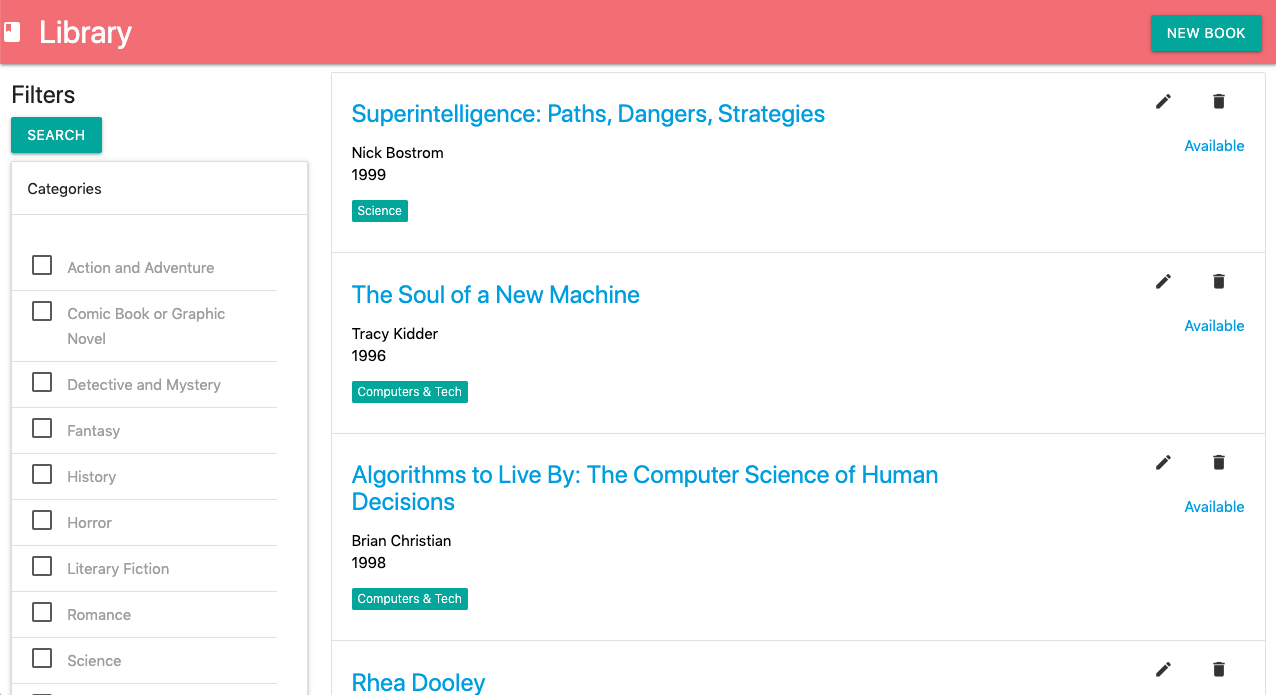 Library
NEW BOOK
Filters
SEARCH
Categories
Action and Adventure
Comic Book or Graphic
Novel
Detective and Mystery
Fantasy
History
Horror
Literary Fiction
Romance
Science
Superintelligence: Paths, Dangers, Strategies
Available
Nick Bostrom
1999
Science
The Soul of a New Machine
Available
Tracy Kidder
1996
Computers & Tech
Algorithms to Live By: The Computer Science of Human
Decisions
Available
Brian Christian
1998
Computers & Tech
Rhea Dooley